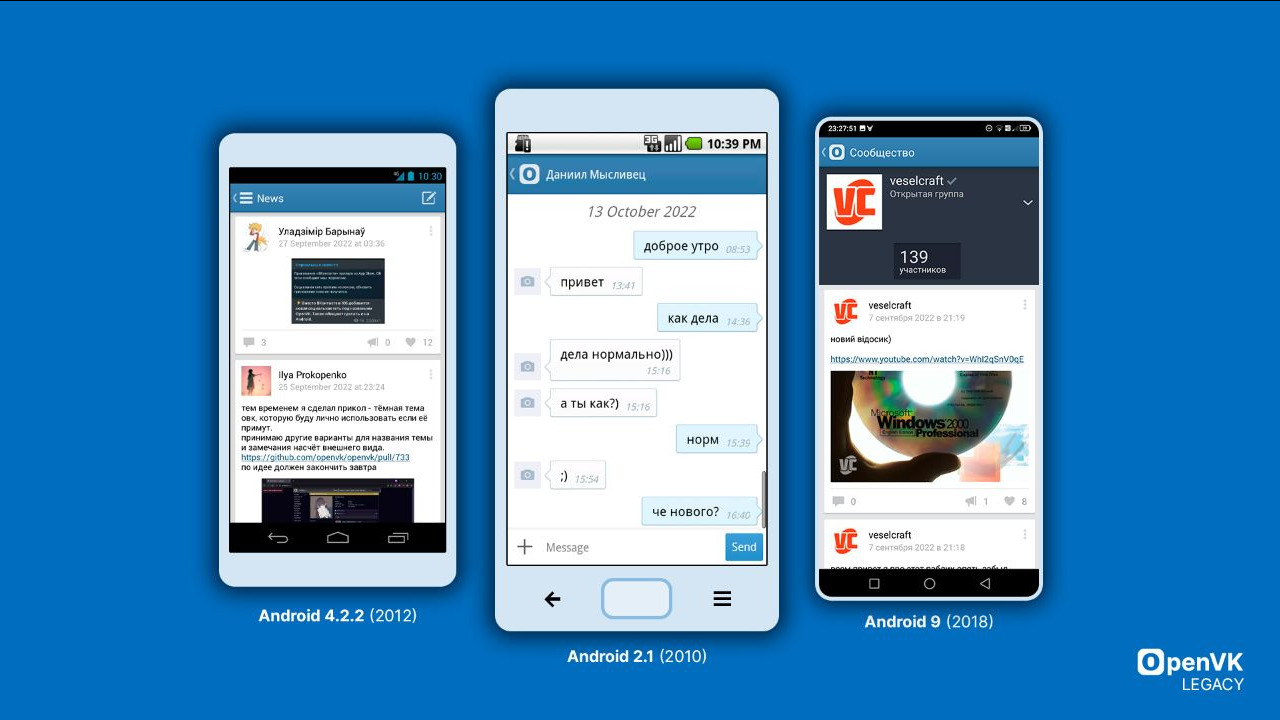 10:30
News
Уладзімір Барынаў
27 September 2022 at 03:36
3
0
12
Ilya Prokopenko
25 September 2022 at 23:24
тем временем я сделал прикол - тёмная тема
овк, которую буду лично использовать если её
примут.
принимаю другие варианты для названия темы
и замечания насчёт внешнего вида.
https://github.com/openvk/openvk/pull/733
по идее должен закончить завтра
Android 4.2.2 (2012)
3G
10:39 PM
Даниил Мысливец
13 October 2022
доброе утро 08:53
привет 13:41
как дела 14:36
дела нормально)))
15:16
а ты как?) 15:16
норм 15:39
;) 15:54
че нового? 16:40
Message
Send
Android 2.1 (2010)
23:27:51
Сообщество
veselcraft
Открытая группа
139
участников
veselcraft
7 сентября 2022 в 21:19
новий відосик)
https://www.youtube.com/watch?v=WhI2qSnV0qE
Microsoft
Windows 2000
Professional
VC
0
1
8
veselcraft
7 сентября 2022 в 21:18
Android 9 (2018)
OpenVK
LEGACY